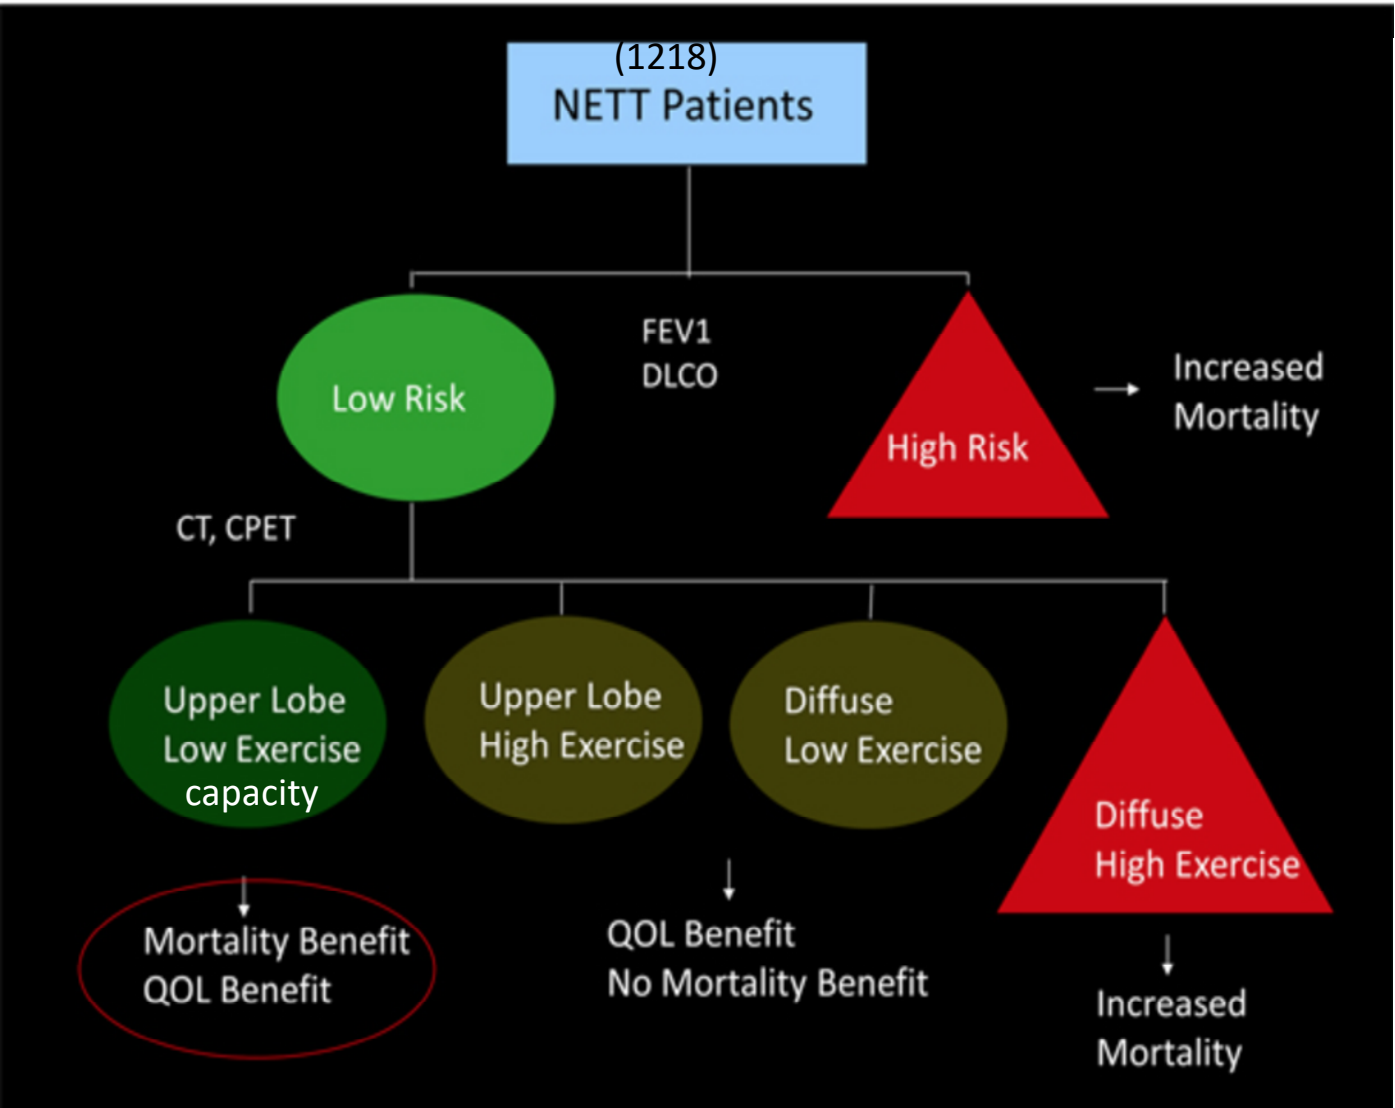 (1218)
NETT Patients
FEV1
DLCO
Low Risk
High Risk
Increased
Mortality
CT, CPET
Upper Lobe
Low Exercise
capacity
Upper Lobe
High Exercise
Diffuse
Low Exercise
Diffuse
High Exercise
Mortality Benefit
QOL Benefit
QOL Benefit
No Mortality Benefit
Increased
Mortality